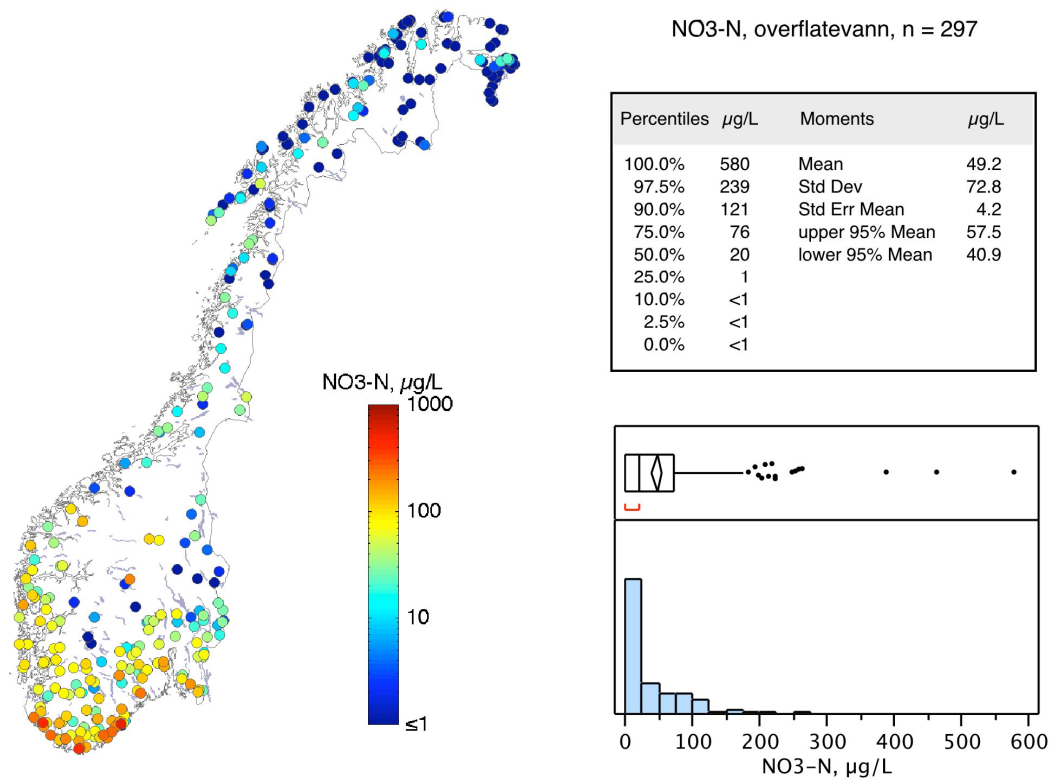 NO3-N, overflatevann, n = 297
Percentiles µg/L Moments µg/L
100.0% 580 Mean 49.2
97.5% 239 Std Dev 72.8
90.0% 121 Std Err Mean 4.2
75.0% 76 upper 95% Mean 57.5
50.0% 20 lower 95% Mean 40.9
25.0% 1
10.0% <1
2.5% <1
0.0% <1
NO3-N, µg/L
1000
100
10
≤1
0 100 200 300 400 500 600
NO3-N, µg/L